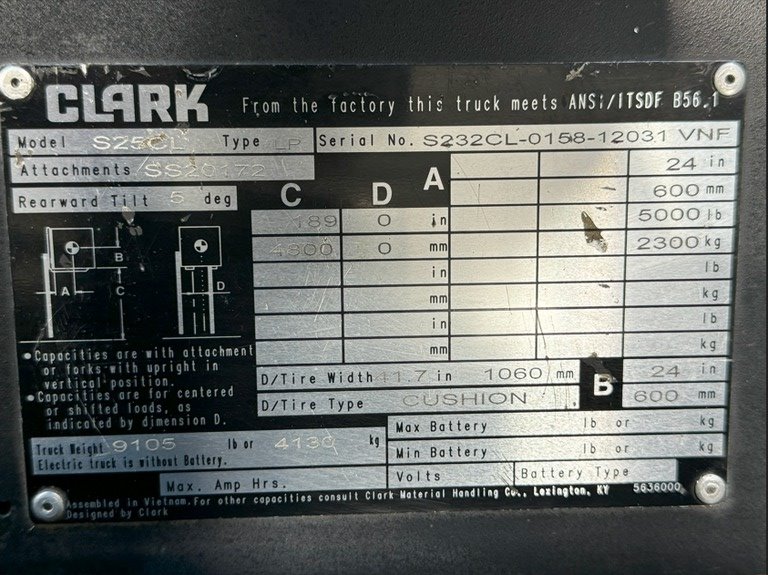 CLARK From the factory this truck meets ANSI/ITSDF B56.1
Model S25CL Type LP Serial No. S232CL-0158-12031 VNF
Attachments SS20172
Rearward Tilt 5 deg
C D A
24 in
600 mm
189 0 in 5000 lb
4800 0 mm 2300 kg
in lb
mm kg
in lb
mm kg
B
A C
D
•Capacities are with attachment
or forks with upright in
vertical position.
•Capacities are for centered
or shifted loads, as
indicated by dimension D.
D/Tire Width 41.7 in 1060 mm B 24 in
D/Tire Type CUSHION 600 mm
Truck Weight 9105 lb or 4130 kg
Electric truck is without Battery.
Max Battery lb or kg
Min Battery lb or kg
Max. Amp Hrs. Volts Battery Type
Assembled in Vietnam. For other capacities consult Clark Material Handling Co., Lexington, KY 5636000
Designed by Clark